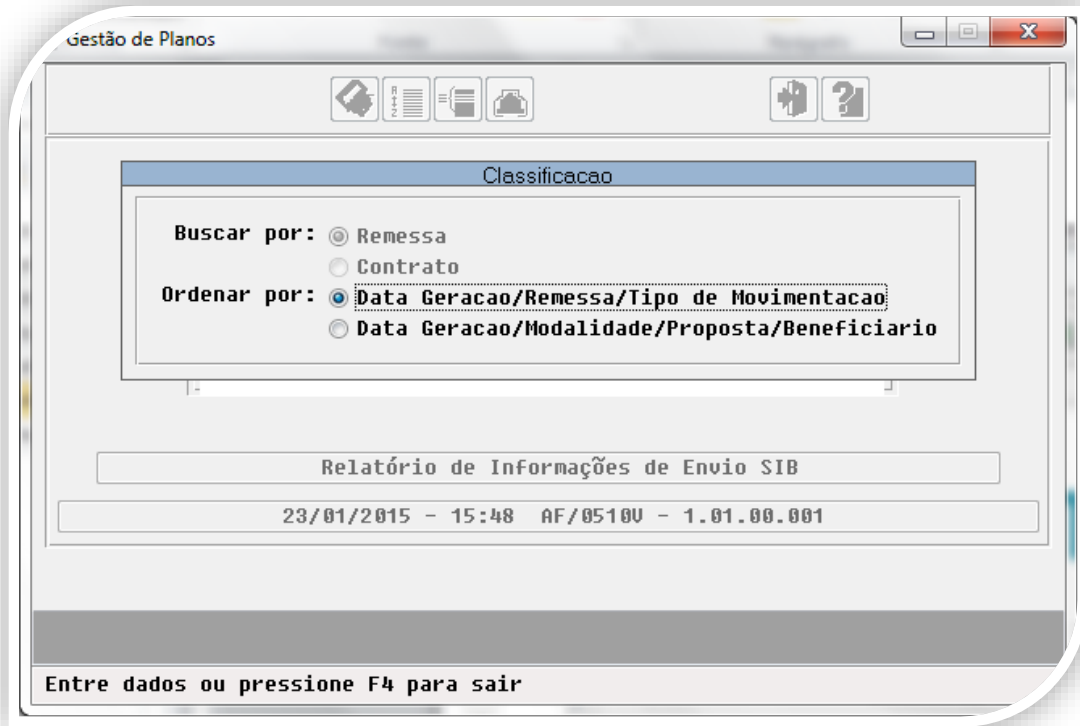 Gestão de Planos
Classificacao
Buscar por: Remessa
Contrato
Ordenar por: Data Geracao/Remessa/Tipo de Movimentacao
Data Geracao/Modalidade/Proposta/Beneficiario
Relatório de Informações de Envio SIB
23/01/2015 - 15:48 AF/0510V - 1.01.00.001
Entre dados ou pressione F4 para sair